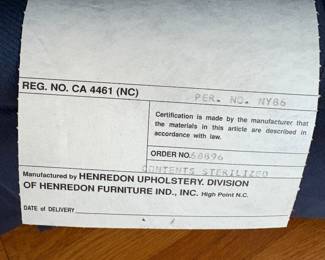 REG. NO. CA 4461 (NC)
PER. NO. NY86
Certification is made by the manufacturer that
the materials in this article are described in
accordance with law.
ORDER NO. 68896
CONTENTS STERILIZED
Manufactured by HENREDON UPHOLSTERY. DIVISION
OF HENREDON FURNITURE IND., INC. High Point N.C.
DATE of DELIVERY